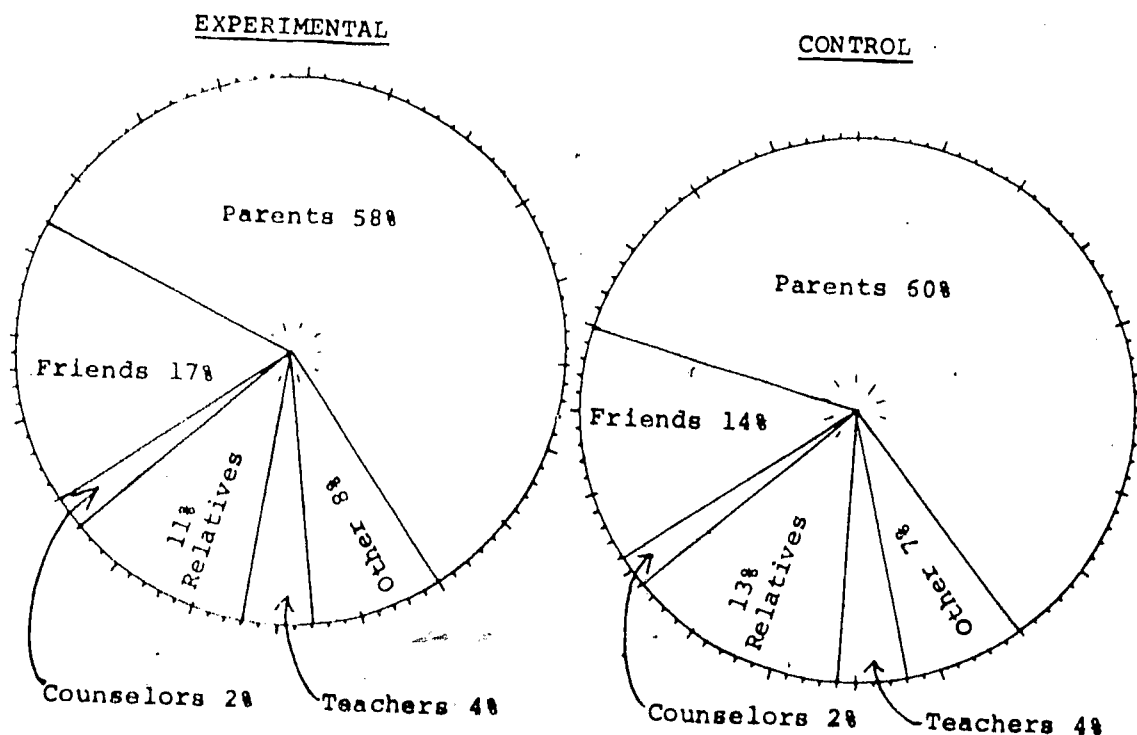 EXPERIMENTAL
Parents 58%
Friends 17%
11%
Relatives
Other 8%
Counselors 2%
Teachers 4%
CONTROL
Parents 60%
Friends 14%
13%
Relatives
Other 7%
Counselors 2%
Teachers 4%